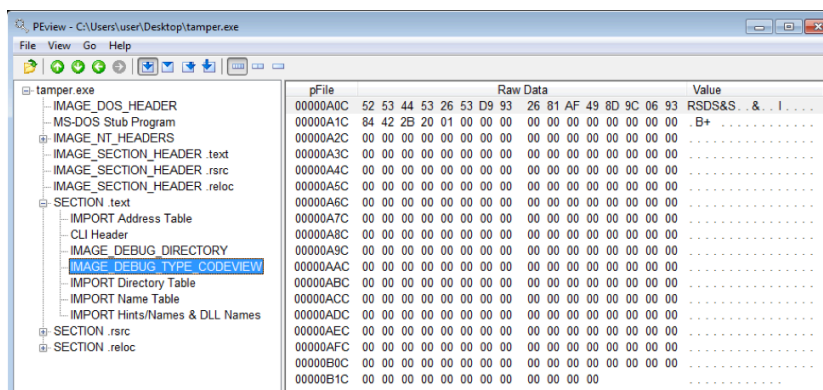 PEview - C:\Users\user\Desktop\tamper.exe
File View Go Help
tamper.exe
IMAGE_DOS_HEADER
MS-DOS Stub Program
IMAGE_NT_HEADERS
IMAGE_SECTION_HEADER .text
IMAGE_SECTION_HEADER .rsrc
IMAGE_SECTION_HEADER .reloc
SECTION .text
IMPORT Address Table
CLI Header
IMAGE_DEBUG_DIRECTORY
IMAGE_DEBUG_TYPE_CODEVIEW
IMPORT Directory Table
IMPORT Name Table
IMPORT Hints/Names & DLL Names
SECTION .rsrc
SECTION .reloc
pFile Raw Data Value
00000A0C 52 53 44 53 26 53 D9 93 26 81 AF 49 8D 9C 06 93 RSDS&S..&..I....
00000A1C 84 42 2B 20 01 00 00 00 00 00 00 00 00 00 00 00 .B+ ............
00000A2C 00 00 00 00 00 00 00 00 00 00 00 00 00 00 00 00 ................
00000A3C 00 00 00 00 00 00 00 00 00 00 00 00 00 00 00 00 ................
00000A4C 00 00 00 00 00 00 00 00 00 00 00 00 00 00 00 00 ................
00000A5C 00 00 00 00 00 00 00 00 00 00 00 00 00 00 00 00 ................
00000A6C 00 00 00 00 00 00 00 00 00 00 00 00 00 00 00 00 ................
00000A7C 00 00 00 00 00 00 00 00 00 00 00 00 00 00 00 00 ................
00000A8C 00 00 00 00 00 00 00 00 00 00 00 00 00 00 00 00 ................
00000A9C 00 00 00 00 00 00 00 00 00 00 00 00 00 00 00 00 ................
00000AAC 00 00 00 00 00 00 00 00 00 00 00 00 00 00 00 00 ................
00000ABC 00 00 00 00 00 00 00 00 00 00 00 00 00 00 00 00 ................
00000ACC 00 00 00 00 00 00 00 00 00 00 00 00 00 00 00 00 ................
00000ADC 00 00 00 00 00 00 00 00 00 00 00 00 00 00 00 00 ................
00000AEC 00 00 00 00 00 00 00 00 00 00 00 00 00 00 00 00 ................
00000AFC 00 00 00 00 00 00 00 00 00 00 00 00 00 00 00 00 ................
00000B0C 00 00 00 00 00 00 00 00 00 00 00 00 00 00 00 00 ................
00000B1C 00 00 00 00 00 00 00 00 00 00 00 00 ............